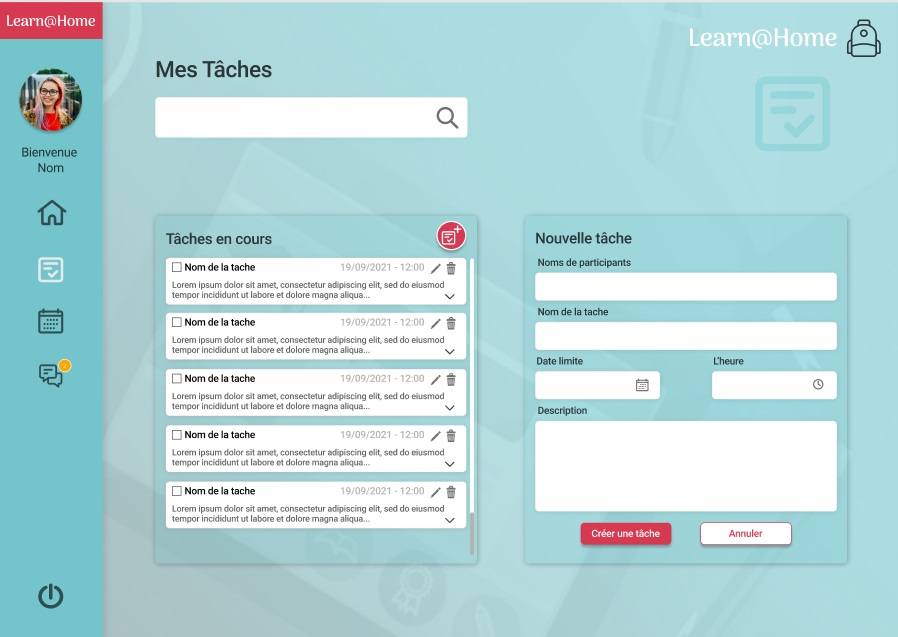 Learn@Home
Learn@Home
Bienvenue
Nom
Mes Tâches
Tâches en cours
Nom de la tache 19/09/2021 - 12:00
Lorem ipsum dolor sit amet, consectetur adipiscing elit, sed do eiusmod
tempor incididunt ut labore et dolore magna aliqua...
Nom de la tache 19/09/2021 - 12:00
Lorem ipsum dolor sit amet, consectetur adipiscing elit, sed do eiusmod
tempor incididunt ut labore et dolore magna aliqua...
Nom de la tache 19/09/2021 - 12:00
Lorem ipsum dolor sit amet, consectetur adipiscing elit, sed do eiusmod
tempor incididunt ut labore et dolore magna aliqua...
Nom de la tache 19/09/2021 - 12:00
Lorem ipsum dolor sit amet, consectetur adipiscing elit, sed do eiusmod
tempor incididunt ut labore et dolore magna aliqua...
Nom de la tache 19/09/2021 - 12:00
Lorem ipsum dolor sit amet, consectetur adipiscing elit, sed do eiusmod
tempor incididunt ut labore et dolore magna aliqua...
Nouvelle tâche
Noms de participants
Nom de la tache
Date limite L'heure
Description
Créer une tâche Annuler